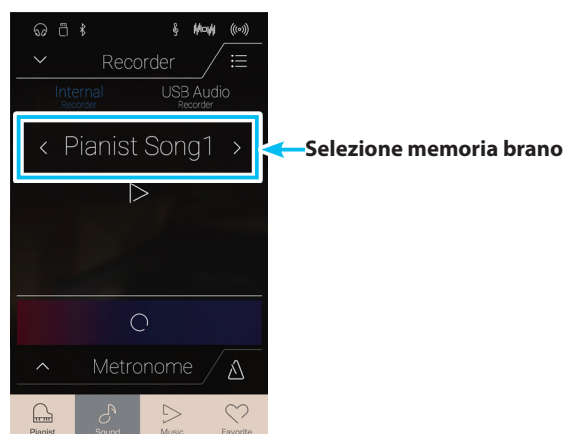 Recorder
Internal
Recorder
USB Audio
Recorder
< Pianist Song1 >
Selezione memoria brano
Metronome
Pianist
Sound
Music
Favorite